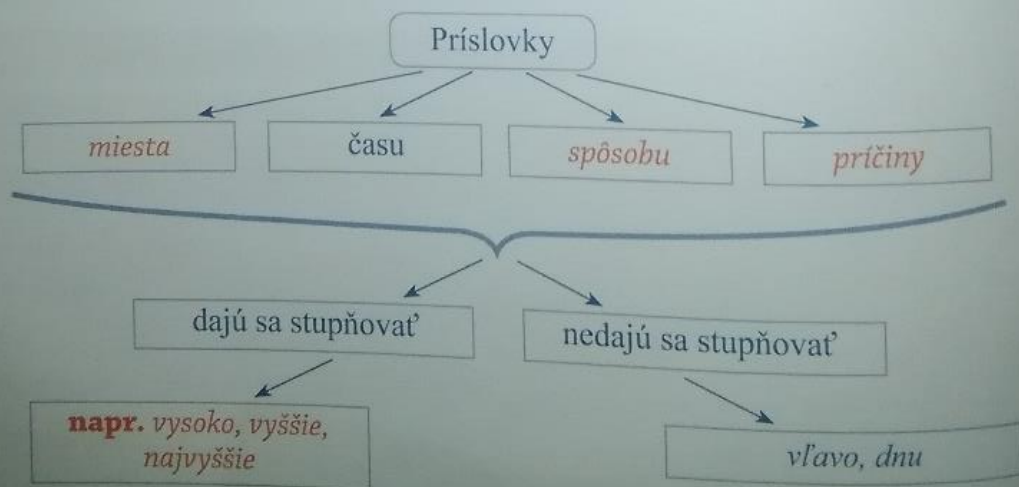 Príslovky
miesta
času
spôsobu
príčiny
dajú sa stupňovať
nedajú sa stupňovať
napr. vysoko, vyššie,
najvyššie
vľavo, dnu